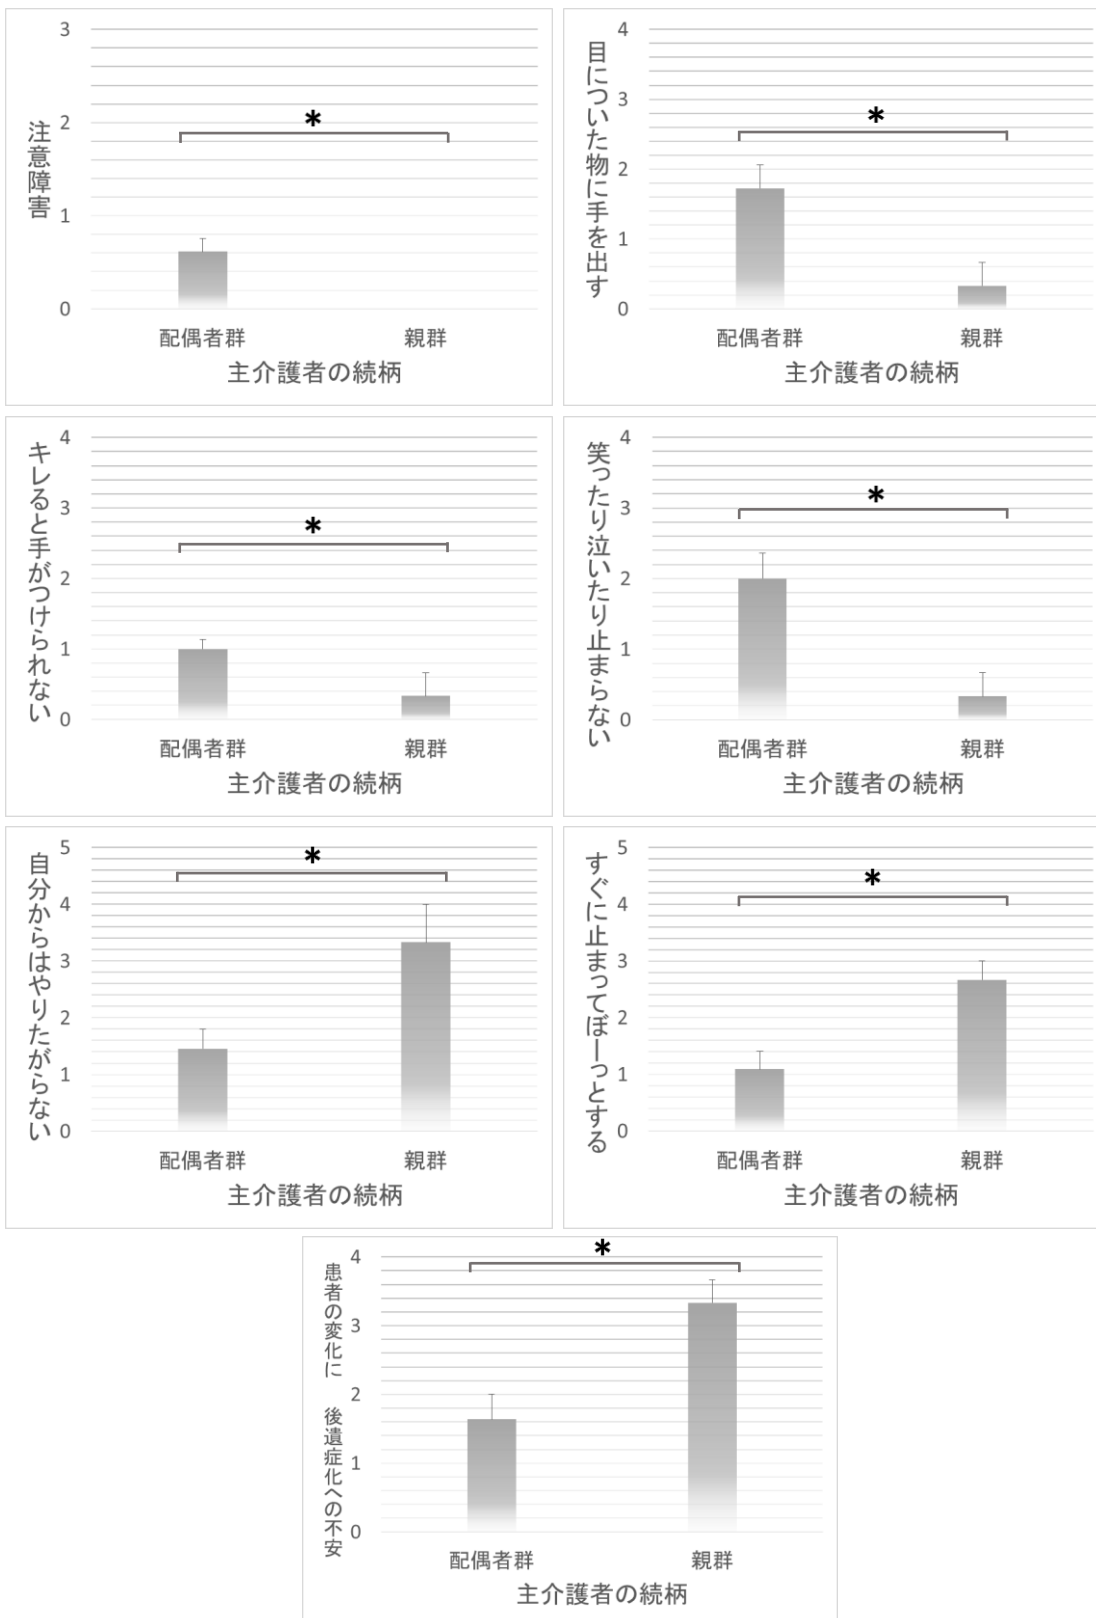 注意障害
3
2
1
0
*
配偶者群 親群
主介護者の続柄
目についた物に手を出す
4
3
2
1
0
*
配偶者群 親群
主介護者の続柄
キレると手がつけられない
4
3
2
1
0
*
配偶者群 親群
主介護者の続柄
笑ったり泣いたり止まらない
4
3
2
1
0
*
配偶者群 親群
主介護者の続柄
自分からはやりたがらない
5
4
3
2
1
0
*
配偶者群 親群
主介護者の続柄
すぐに止まってぼーっとする
5
4
3
2
1
0
*
配偶者群 親群
主介護者の続柄
患者の変化に 後遺症化への不安
4
3
2
1
0
*
配偶者群 親群
主介護者の続柄